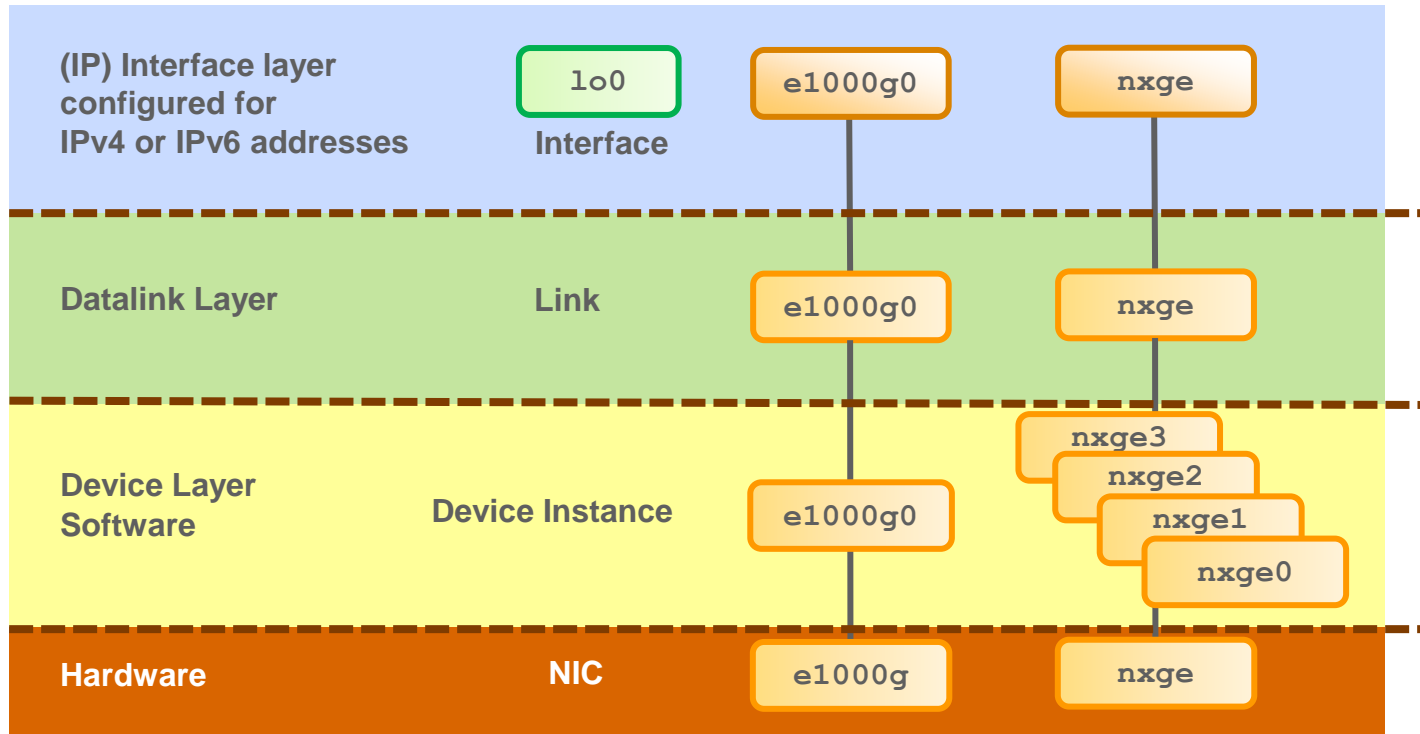 (IP) Interface layer
configured for
IPv4 or IPv6 addresses
lo0
Interface
e1000g0
nxge
Datalink Layer
Link
e1000g0
nxge
Device Layer
Software
Device Instance
e1000g0
nxge3
nxge2
nxge1
nxge0
Hardware
NIC
e1000g
nxge